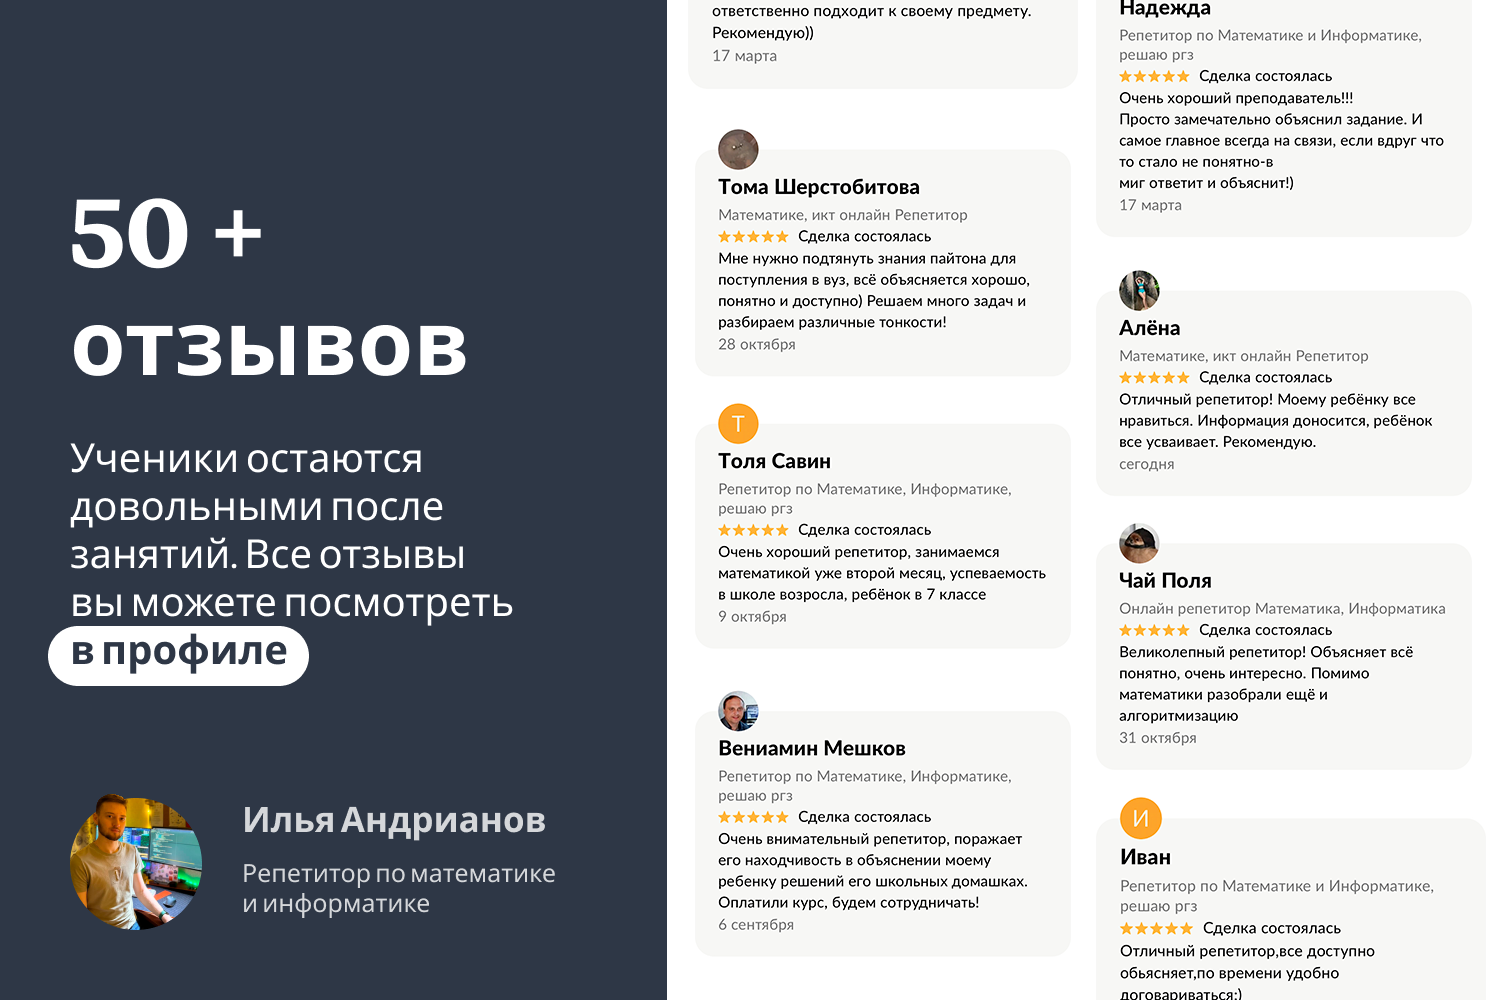 50 +
отзывов
Ученики остаются
довольными после
занятий. Все отзывы
вы можете посмотреть
в профиле
Илья Андрианов
Репетитор по математике
и информатике
ответственно подходит к своему предмету.
Рекомендую))
17 марта
Тома Шерстобитова
Математике, икт онлайн Репетитор
Сделка состоялась
Мне нужно подтянуть знания пайтона для
поступления в вуз, всё объясняется хорошо,
понятно и доступно) Решаем много задач и
разбираем различные тонкости!
28 октября
Т
Толя Савин
Репетитор по Математике, Информатике,
решаю ргз
Сделка состоялась
Очень хороший репетитор, занимаемся
математикой уже второй месяц, успеваемость
в школе возросла, ребёнок в 7 классе
9 октября
Вениамин Мешков
Репетитор по Математике, Информатике,
решаю ргз
Сделка состоялась
Очень внимательный репетитор, поражает
его находчивость в объяснении моему
ребенку решений его школьных домашках.
Оплатили курс, будем сотрудничать!
6 сентября
Надежда
Репетитор по Математике и Информатике,
решаю ргз
Сделка состоялась
Очень хороший преподаватель!!!
Просто замечательно объяснил задание. И
самое главное всегда на связи, если вдруг что
то стало не понятно-в
миг ответит и объяснит!)
17 марта
Алёна
Математике, икт онлайн Репетитор
Сделка состоялась
Отличный репетитор! Моему ребёнку все
нравиться. Информация доносится, ребёнок
все усваивает. Рекомендую.
сегодня
Чай Поля
Онлайн репетитор Математика, Информатика
Сделка состоялась
Великолепный репетитор! Объясняет всё
понятно, очень интересно. Помимо
математики разобрали ещё и
алгоритмизацию
31 октября
И
Иван
Репетитор по Математике и Информатике,
решаю ргз
Сделка состоялась
Отличный репетитор,все доступно
обьясняет,по времени удобно
договариваться:)